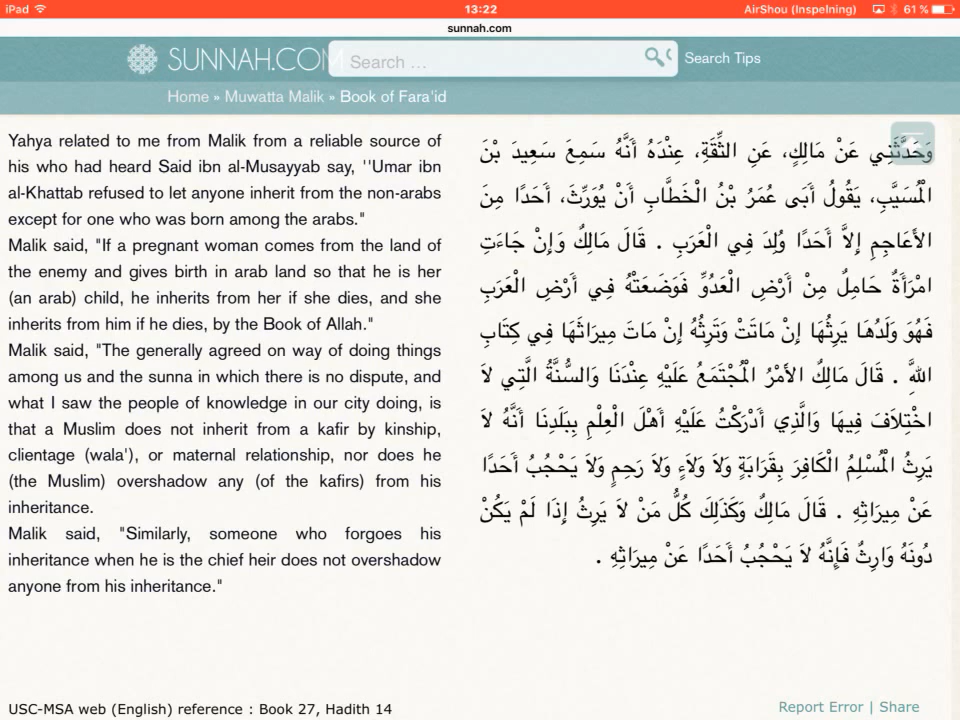 iPad 13:22 AirShou (Inspelning) 61 %
sunnah.com
SUNNAH.COM Search ... Search Tips
Home » Muwatta Malik » Book of Fara'id
Yahya related to me from Malik from a reliable source of
his who had heard Said ibn al-Musayyab say, ''Umar ibn
al-Khattab refused to let anyone inherit from the non-arabs
except for one who was born among the arabs."
Malik said, "If a pregnant woman comes from the land of
the enemy and gives birth in arab land so that he is her
(an arab) child, he inherits from her if she dies, and she
inherits from him if he dies, by the Book of Allah."
Malik said, "The generally agreed on way of doing things
among us and the sunna in which there is no dispute, and
what I saw the people of knowledge in our city doing, is
that a Muslim does not inherit from a kafir by kinship,
clientage (wala'), or maternal relationship, nor does he
(the Muslim) overshadow any (of the kafirs) from his
inheritance.
Malik said, "Similarly, someone who forgoes his
inheritance when he is the chief heir does not overshadow
anyone from his inheritance."
وَحَدَّثَنِي عَنْ مَالِكٍ، عَنِ الثِّقَةِ، عِنْدَهُ أَنَّهُ سَمِعَ سَعِيدَ بْنَ
الْمُسَيَّبِ، يَقُولُ أَبَى عُمَرُ بْنُ الْخَطَّابِ أَنْ يُوَرِّثَ، أَحَدًا مِنَ
الأَعَاجِمِ إِلاَّ أَحَدًا وُلِدَ فِي الْعَرَبِ . قَالَ مَالِكٌ وَإِنْ جَاءَتِ
امْرَأَةٌ حَامِلٌ مِنْ أَرْضِ الْعَدُوِّ فَوَضَعَتْهُ فِي أَرْضِ الْعَرَبِ
فَهُوَ وَلَدُهَا يَرِثُهَا إِنْ مَاتَتْ وَتَرِثُهُ إِنْ مَاتَ مِيرَاثَهَا فِي كِتَابِ
اللَّهِ . قَالَ مَالِكٌ الأَمْرُ الْمُجْتَمَعُ عَلَيْهِ عِنْدَنَا وَالسُّنَّةُ الَّتِي لاَ
اخْتِلاَفَ فِيهَا وَالَّذِي أَدْرَكْتُ عَلَيْهِ أَهْلَ الْعِلْمِ بِبَلَدِنَا أَنَّهُ لاَ
يَرِثُ الْمُسْلِمُ الْكَافِرَ بِقَرَابَةٍ وَلاَ وَلاَءٍ وَلاَ رَحِمٍ وَلاَ يَحْجُبُ أَحَدًا
عَنْ مِيرَاثِهِ . قَالَ مَالِكٌ وَكَذَلِكَ كُلُّ مَنْ لاَ يَرِثُ إِذَا لَمْ يَكُنْ
دُونَهُ وَارِثٌ فَإِنَّهُ لاَ يَحْجُبُ أَحَدًا عَنْ مِيرَاثِهِ .
USC-MSA web (English) reference : Book 27, Hadith 14
Report Error | Share